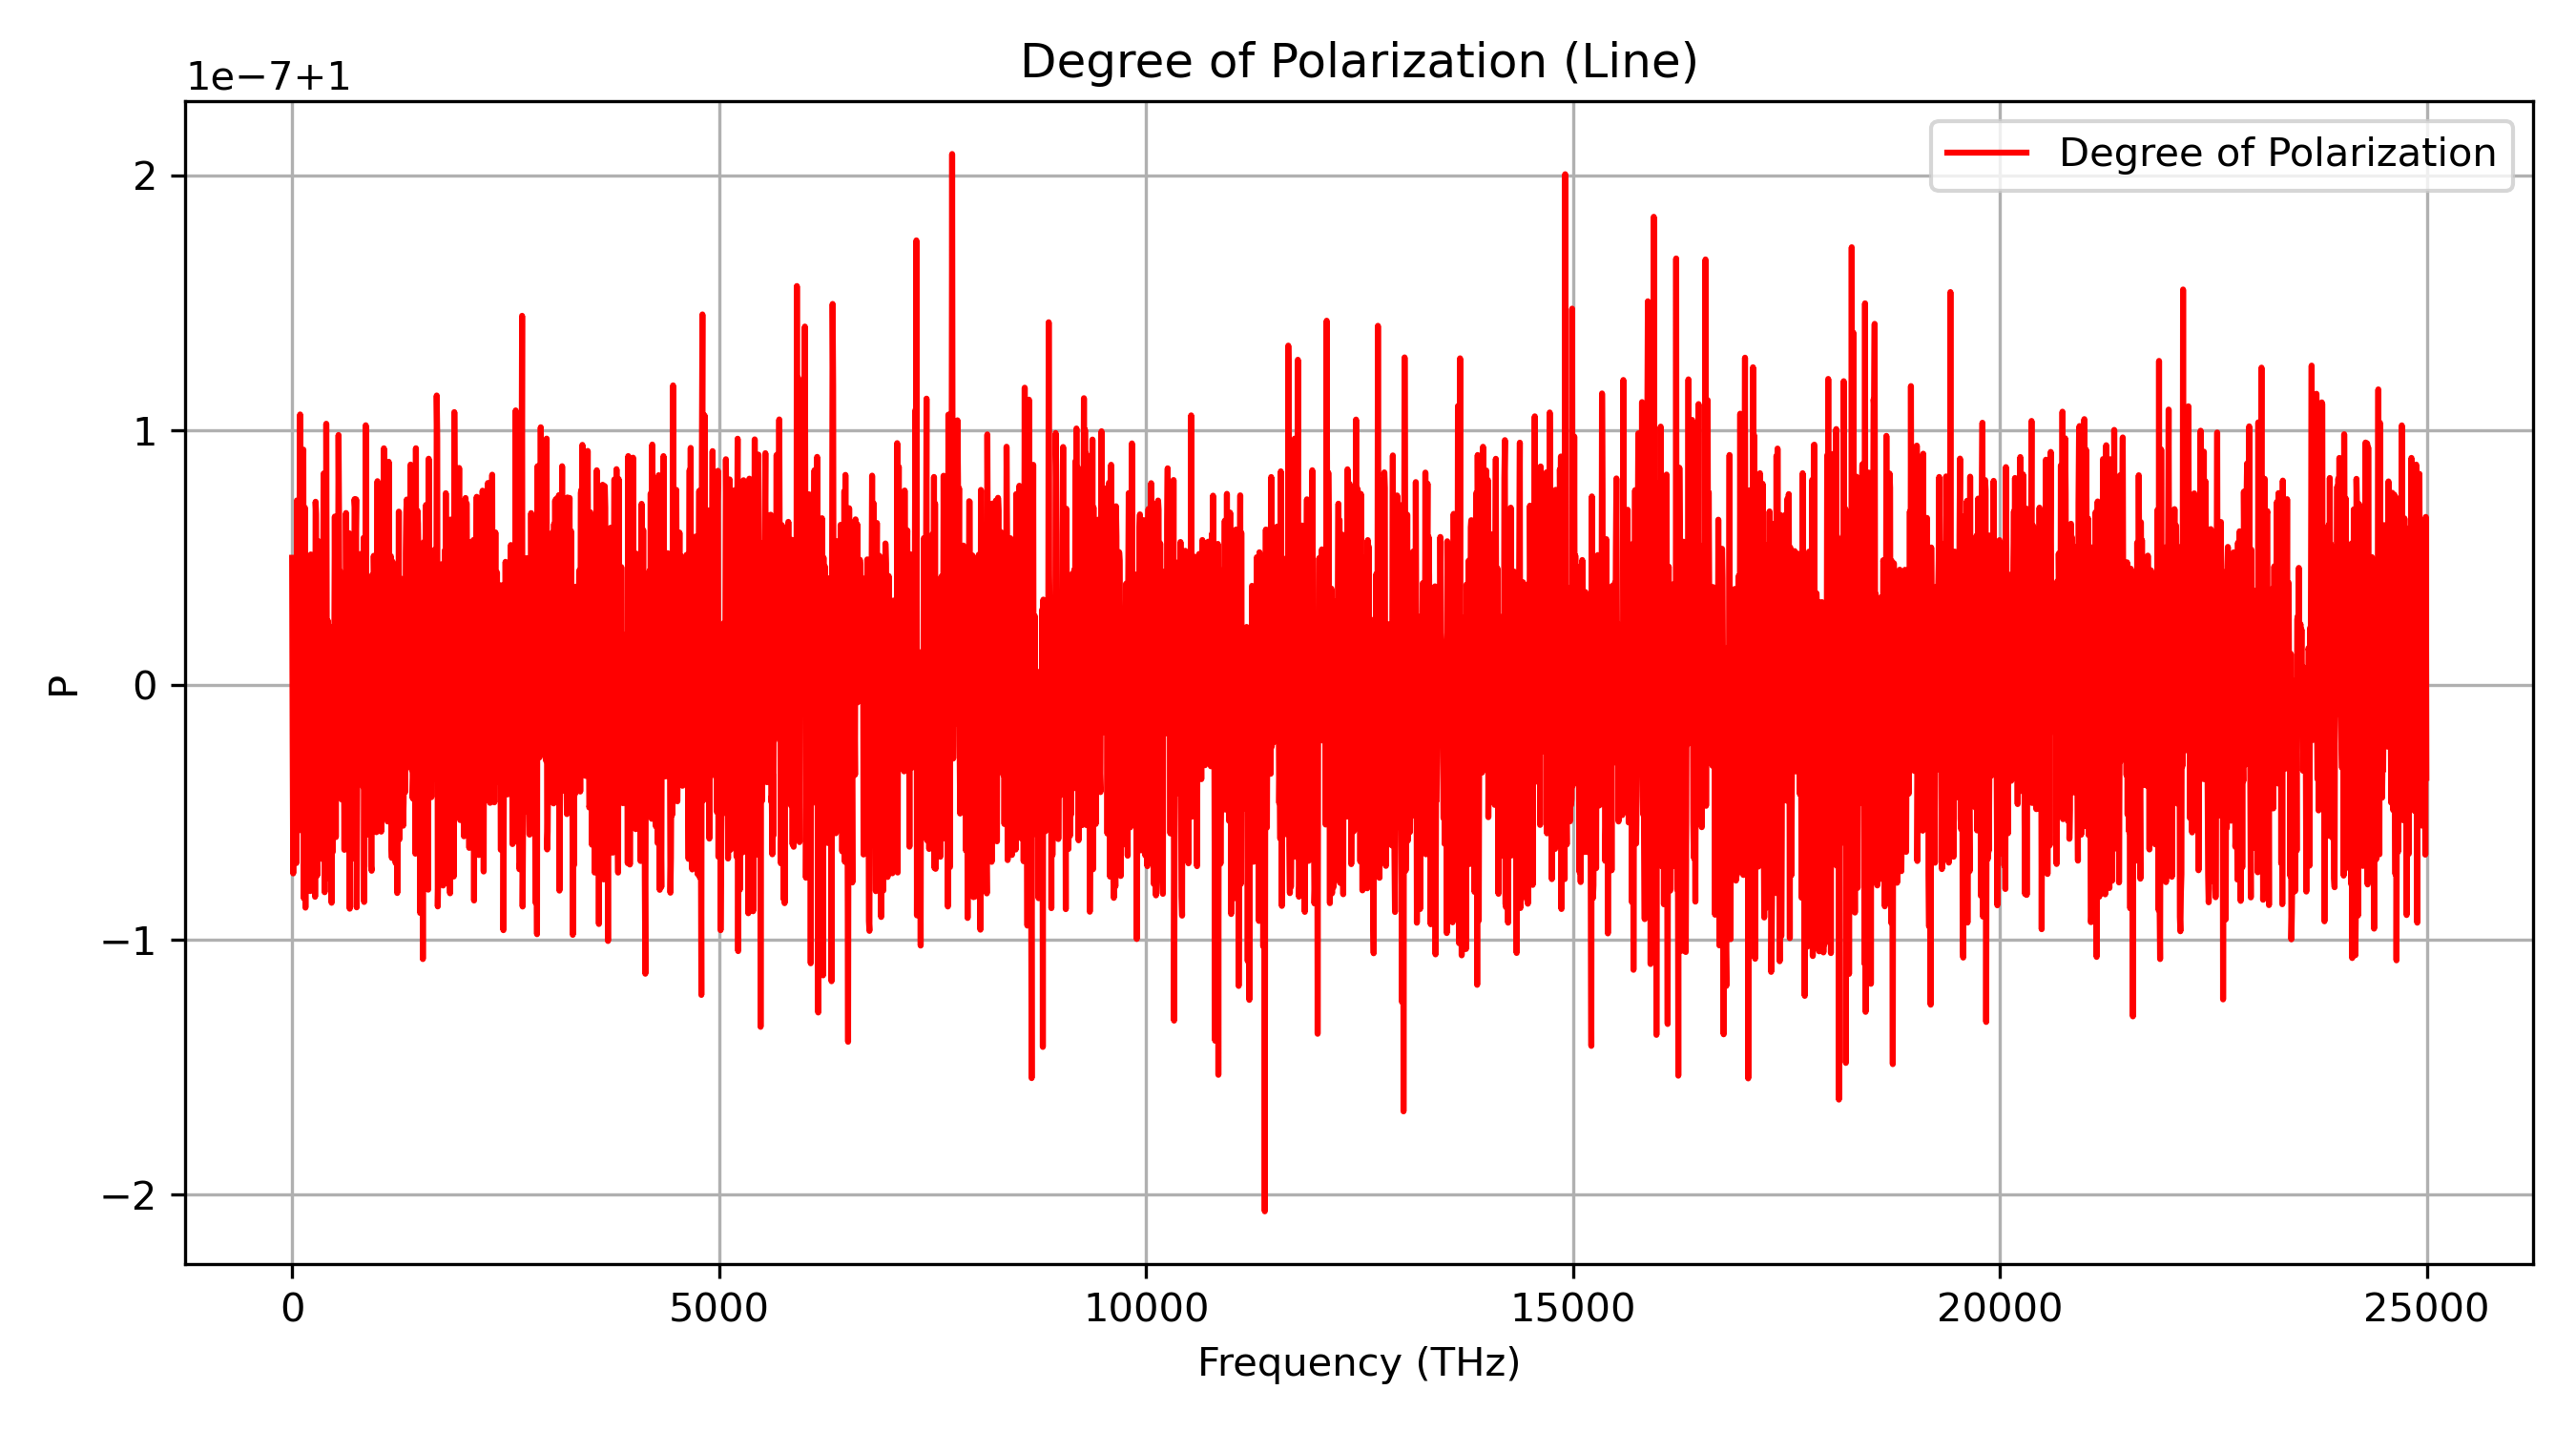 Degree of Polarization (Line)
1e−7+1
Degree of Polarization
2
1
0
−1
−2
P
0 5000 10000 15000 20000 25000
Frequency (THz)